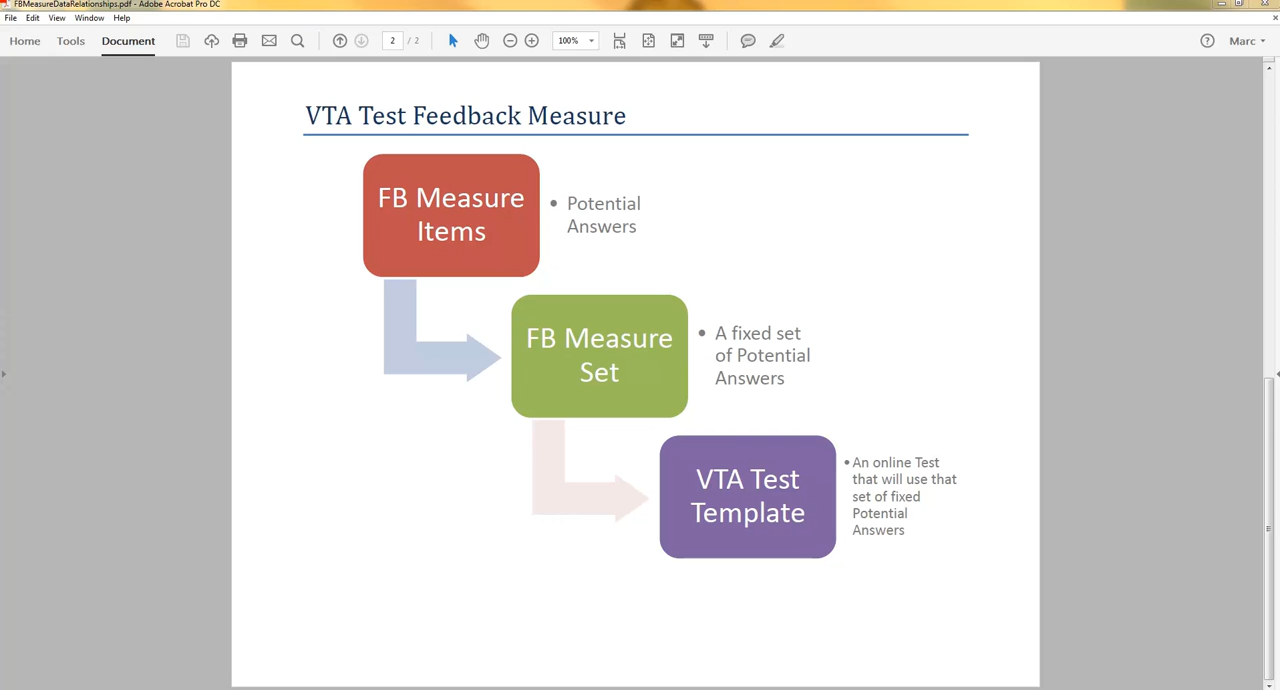 FBMeasureDataRelationships.pdf - Adobe Acrobat Pro DC
File Edit View Window Help
Home Tools Document 2 / 2 100% Marc
VTA Test Feedback Measure
FB Measure
Items
• Potential
Answers
FB Measure
Set
• A fixed set
of Potential
Answers
VTA Test
Template
• An online Test
that will use that
set of fixed
Potential
Answers